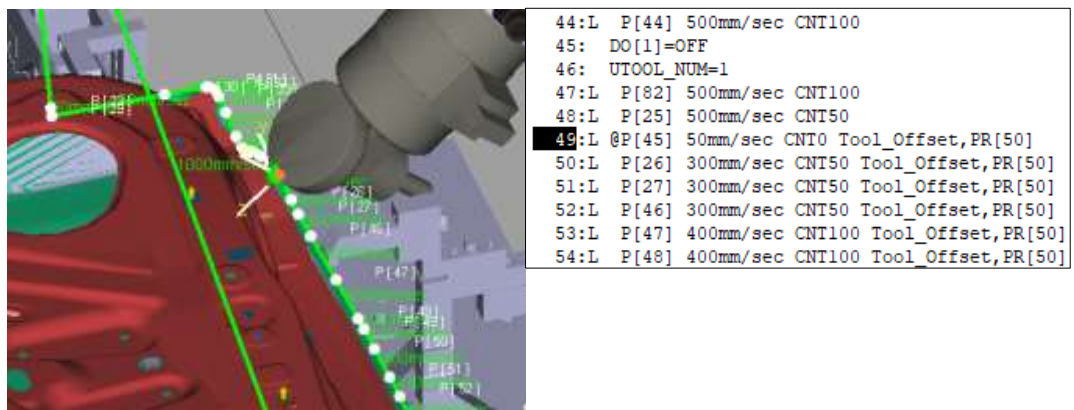 P[47]
P[50]
P[51]
P[52]
44:L P[44] 500mm/sec CNT100
45: DO[1]=OFF
46: UTOOL_NUM=1
47:L P[82] 500mm/sec CNT100
48:L P[25] 500mm/sec CNT50
49:L @P[45] 50mm/sec CNT0 Tool_Offset,PR[50]
50:L P[26] 300mm/sec CNT50 Tool_Offset,PR[50]
51:L P[27] 300mm/sec CNT50 Tool_Offset,PR[50]
52:L P[46] 300mm/sec CNT50 Tool_Offset,PR[50]
53:L P[47] 400mm/sec CNT100 Tool_Offset,PR[50]
54:L P[48] 400mm/sec CNT100 Tool_Offset,PR[50]